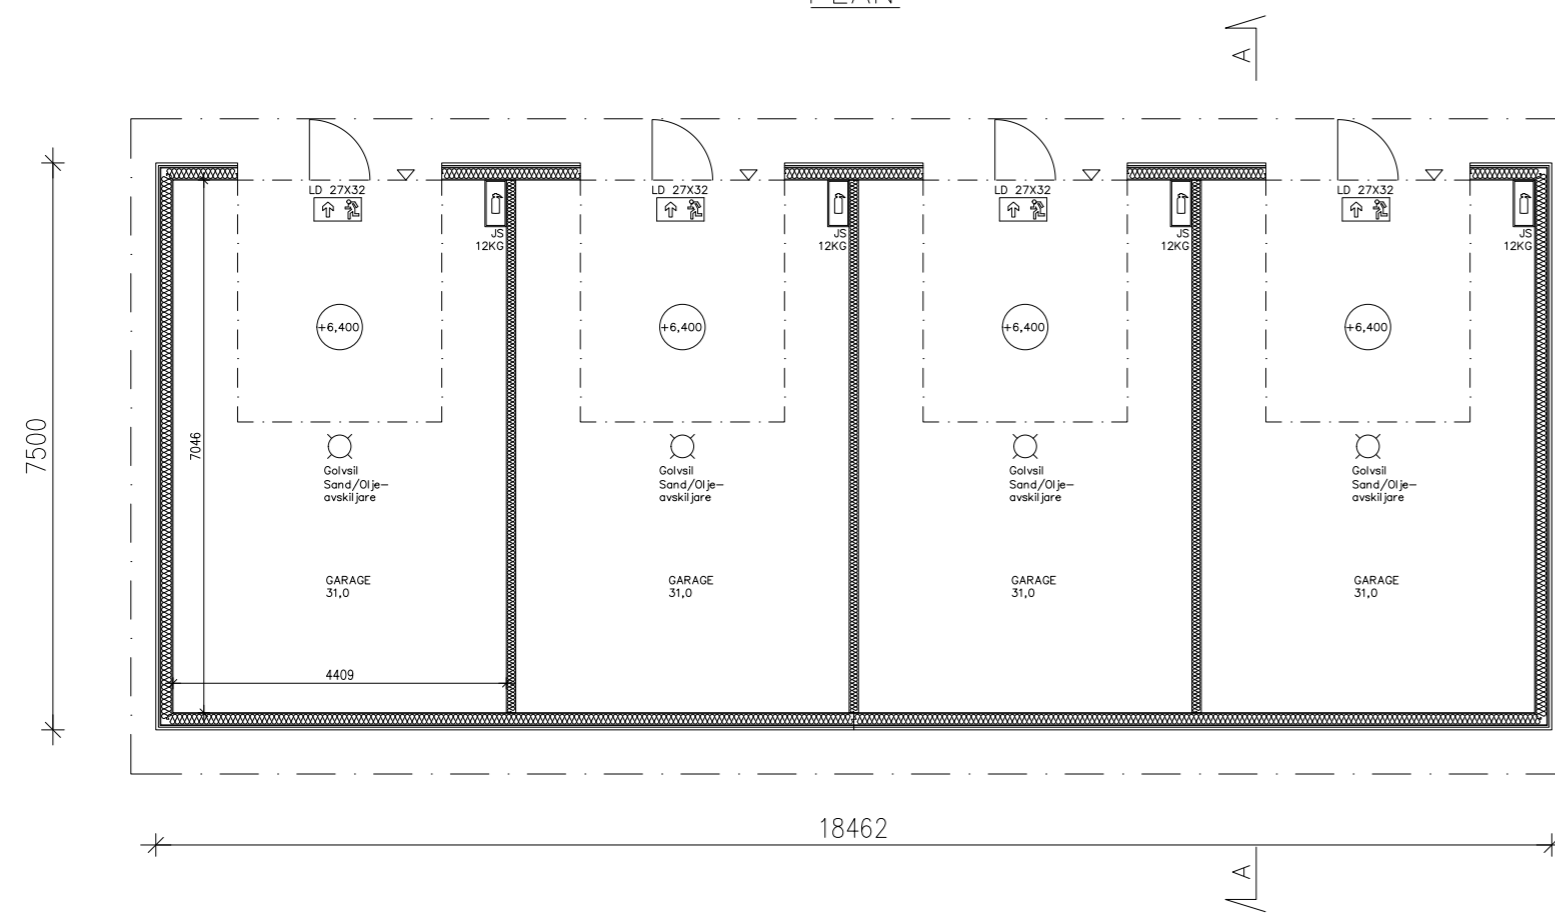 PLAN
A
LD 27X32
LD 27X32
LD 27X32
LD 27X32
JS
12KG
JS
12KG
JS
12KG
JS
12KG
+6,400
+6,400
+6,400
+6,400
7500
7046
Golvsil
Sand/Olje-
avskiljare
Golvsil
Sand/Olje-
avskiljare
Golvsil
Sand/Olje-
avskiljare
Golvsil
Sand/Olje-
avskiljare
GARAGE
31,0
GARAGE
31,0
GARAGE
31,0
GARAGE
31,0
4409
18462
A